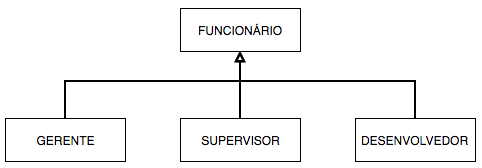 FUNCIONÁRIO
GERENTE
SUPERVISOR
DESENVOLVEDOR